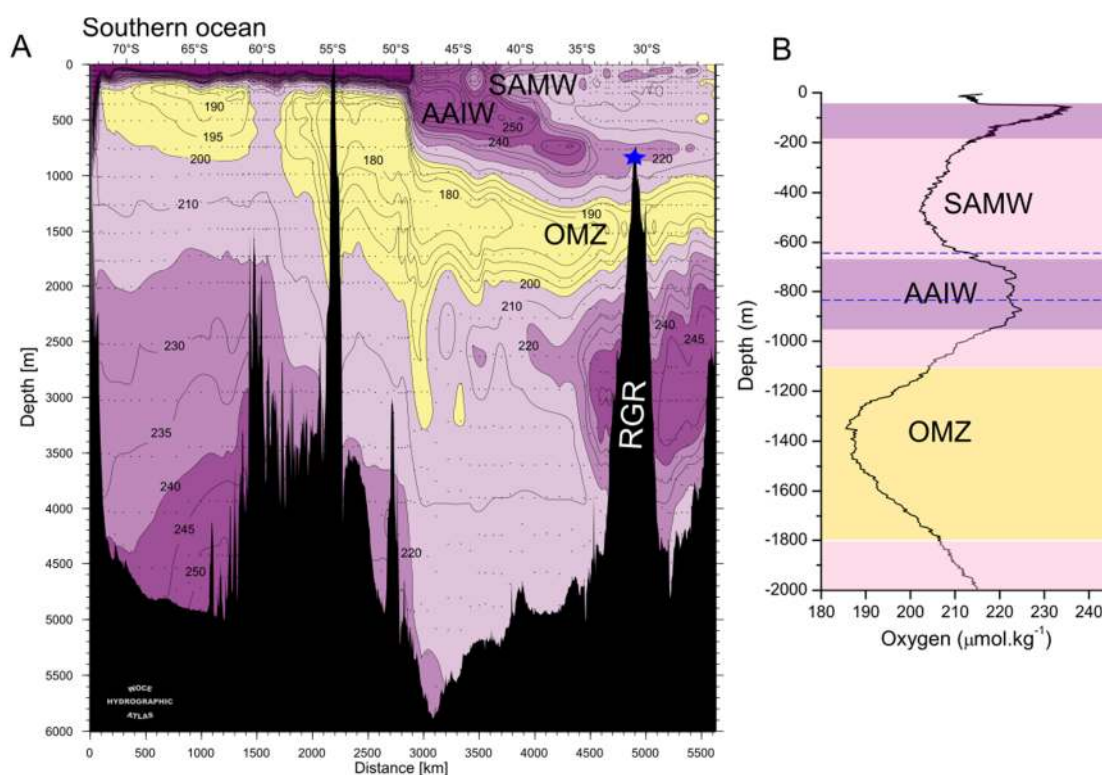 A
Southern ocean
70°S 65°S 60°S 55°S 50°S 45°S 40°S 35°S 30°S
0
500
1000
1500
2000
2500
3000
3500
4000
4500
5000
5500
6000
Depth [m]
SAMW
AAIW
OMZ
RGR
190
195
200
210
230
235
240
245
250
180
180
250
240
220
190
200
210
220
240
245
220
WOCE
HYDROGRAPHIC
ATLAS
0 500 1000 1500 2000 2500 3000 3500 4000 4500 5000 5500
Distance [km]
B
0
-200
-400
-600
-800
-1000
-1200
-1400
-1600
-1800
-2000
Depth (m)
SAMW
AAIW
OMZ
180 190 200 210 220 230 240
Oxygen (μmol.kg⁻¹)